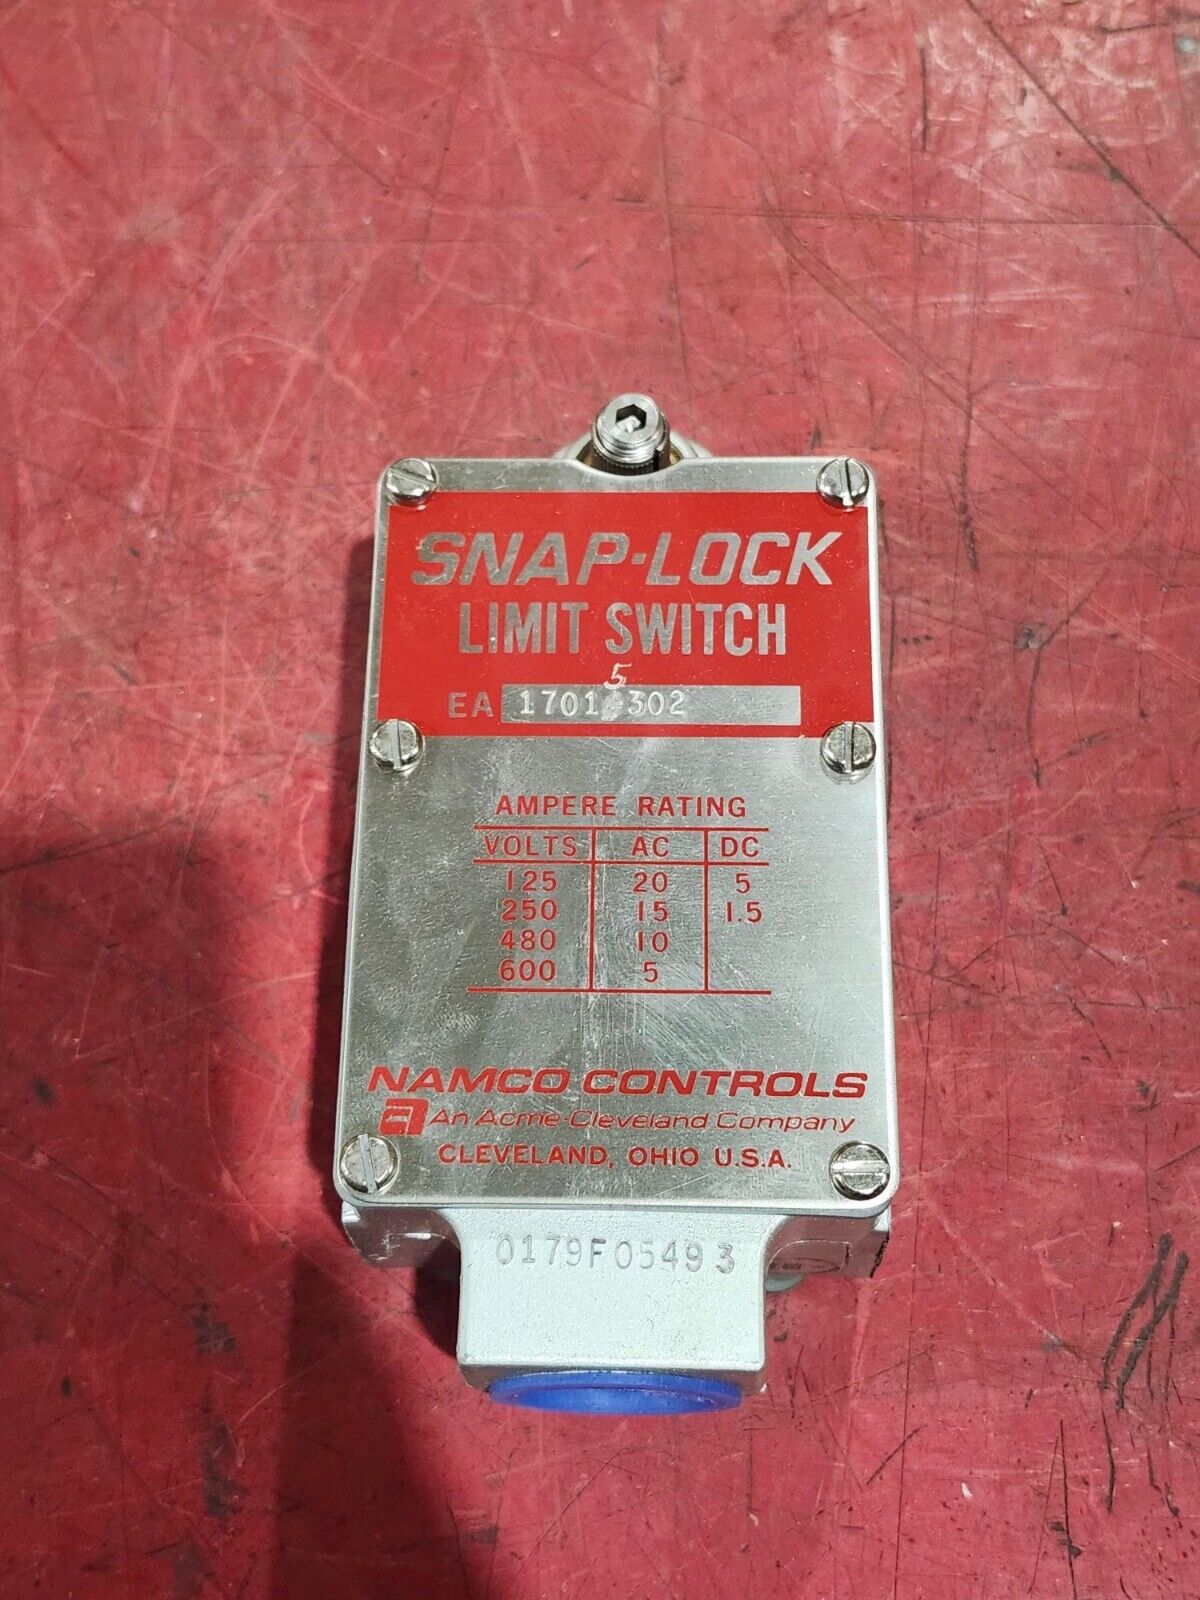 SNAP-LOCK
LIMIT SWITCH
5
EA 1701 302
AMPERE RATING
VOLTS AC DC
125 20 5
250 15 1.5
480 10
600 5
NAMCO CONTROLS
An Acme-Cleveland Company
CLEVELAND, OHIO U.S.A.
0179F05493